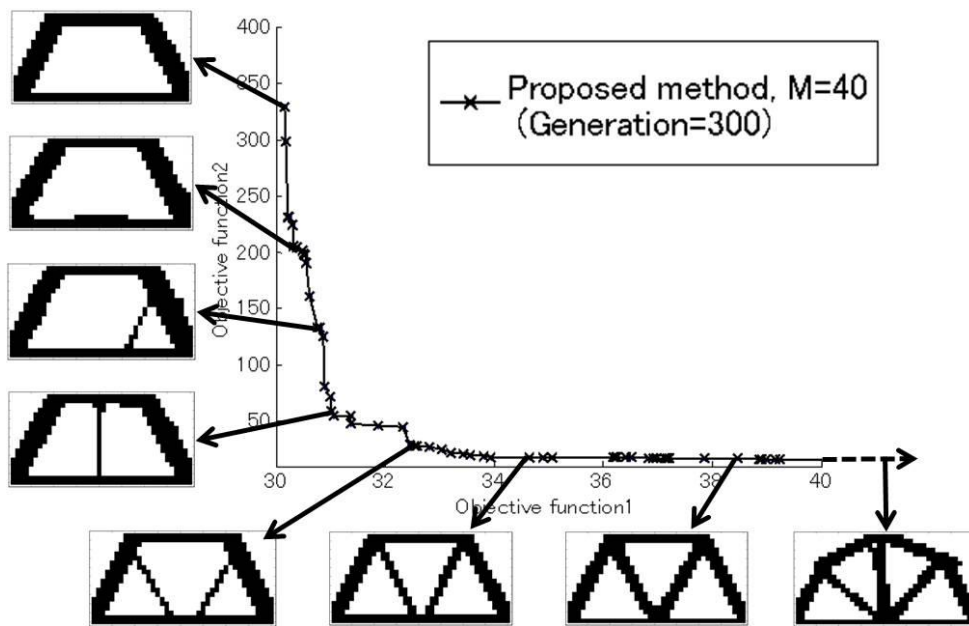 400
350
300
250
200
150
100
50
Objective function2
Proposed method, M=40
(Generation=300)
30 32 34 36 38 40
Objective function1